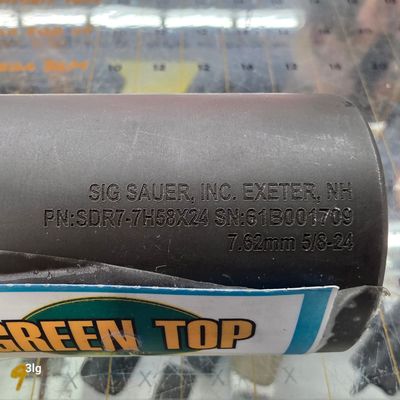 SIG SAUER, INC. EXETER, NH
PN:SDR7-7H58X24 SN:61B001709
7.62mm 5/8-24
GREEN TOP
3lg